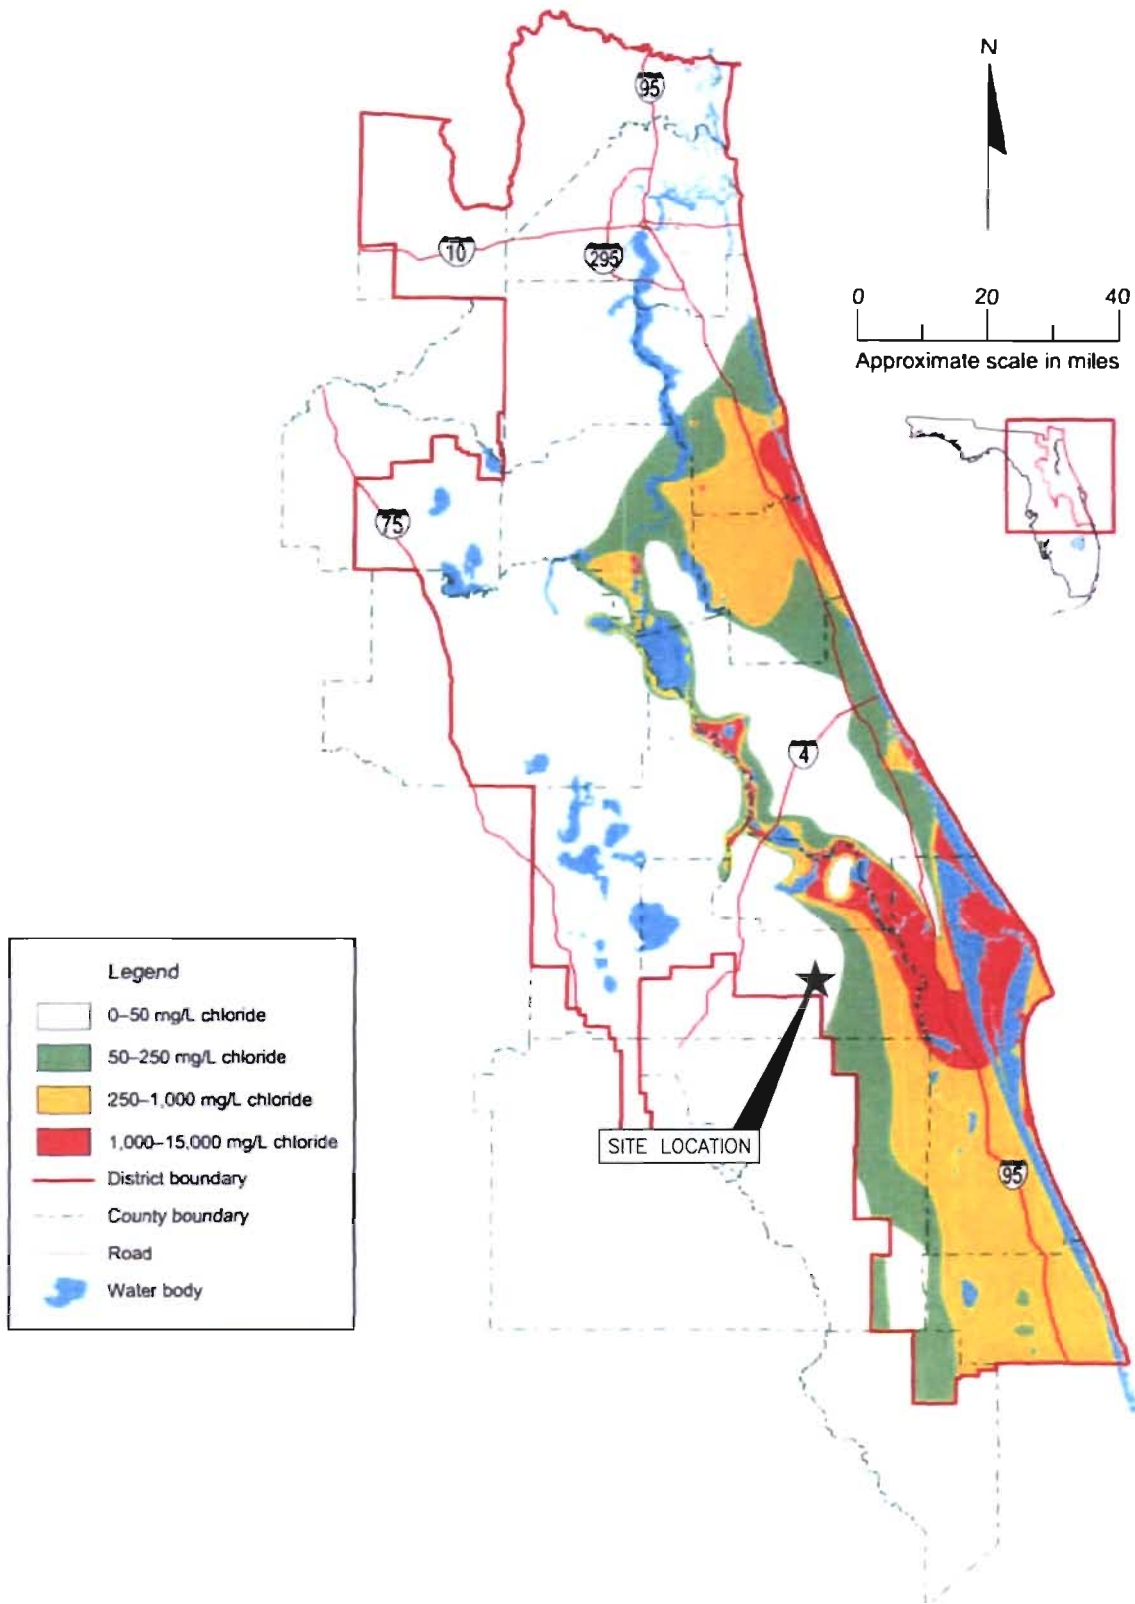 N
95
10
295
0 20 40
Approximate scale in miles
75
4
Legend
0–50 mg/L chloride
50–250 mg/L chloride
250–1,000 mg/L chloride
1,000–15,000 mg/L chloride
District boundary
County boundary
Road
Water body
SITE LOCATION
95